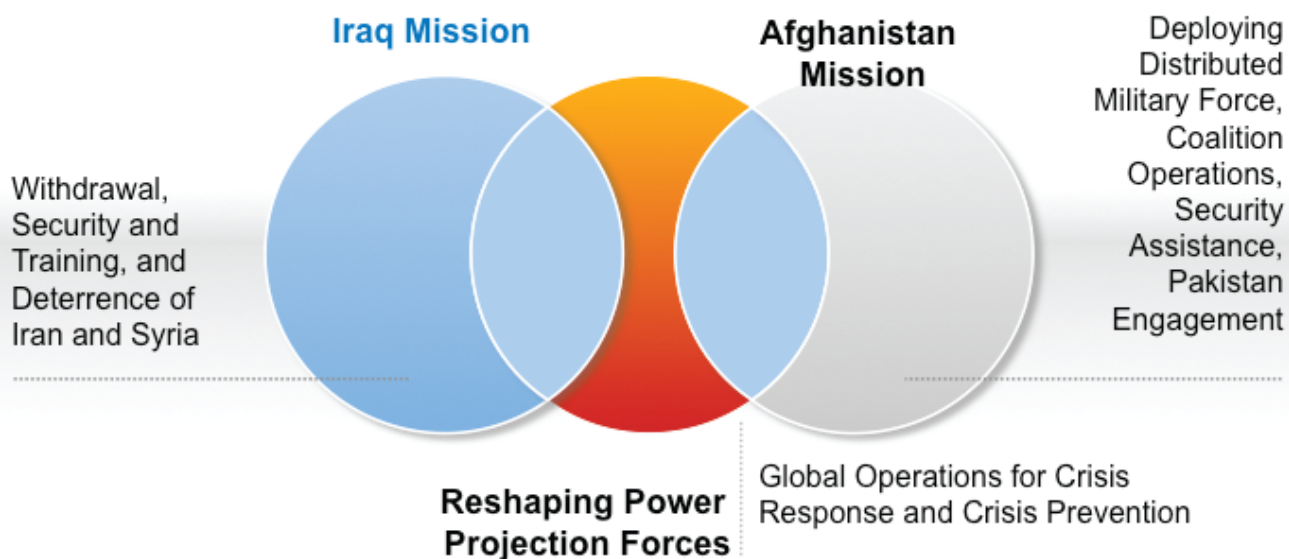 Iraq Mission
Afghanistan
Mission
Deploying
Distributed
Military Force,
Coalition
Operations,
Security
Assistance,
Pakistan
Engagement
Withdrawal,
Security and
Training, and
Deterrence of
Iran and Syria
Reshaping Power
Projection Forces
Global Operations for Crisis
Response and Crisis Prevention